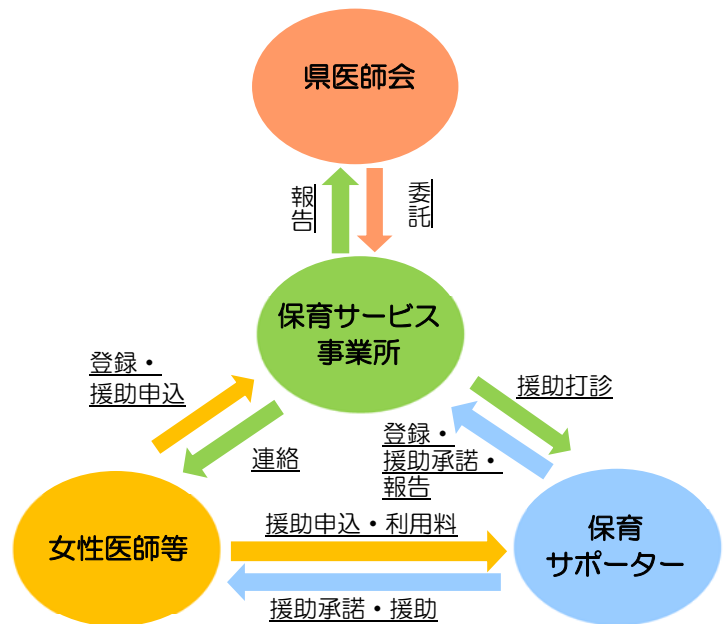 県医師会
報告
委託
保育サービス
事業所
登録・
援助申込
連絡
援助打診
登録・
援助承諾・
報告
女性医師等
援助申込・利用料
保育
サポーター
援助承諾・援助